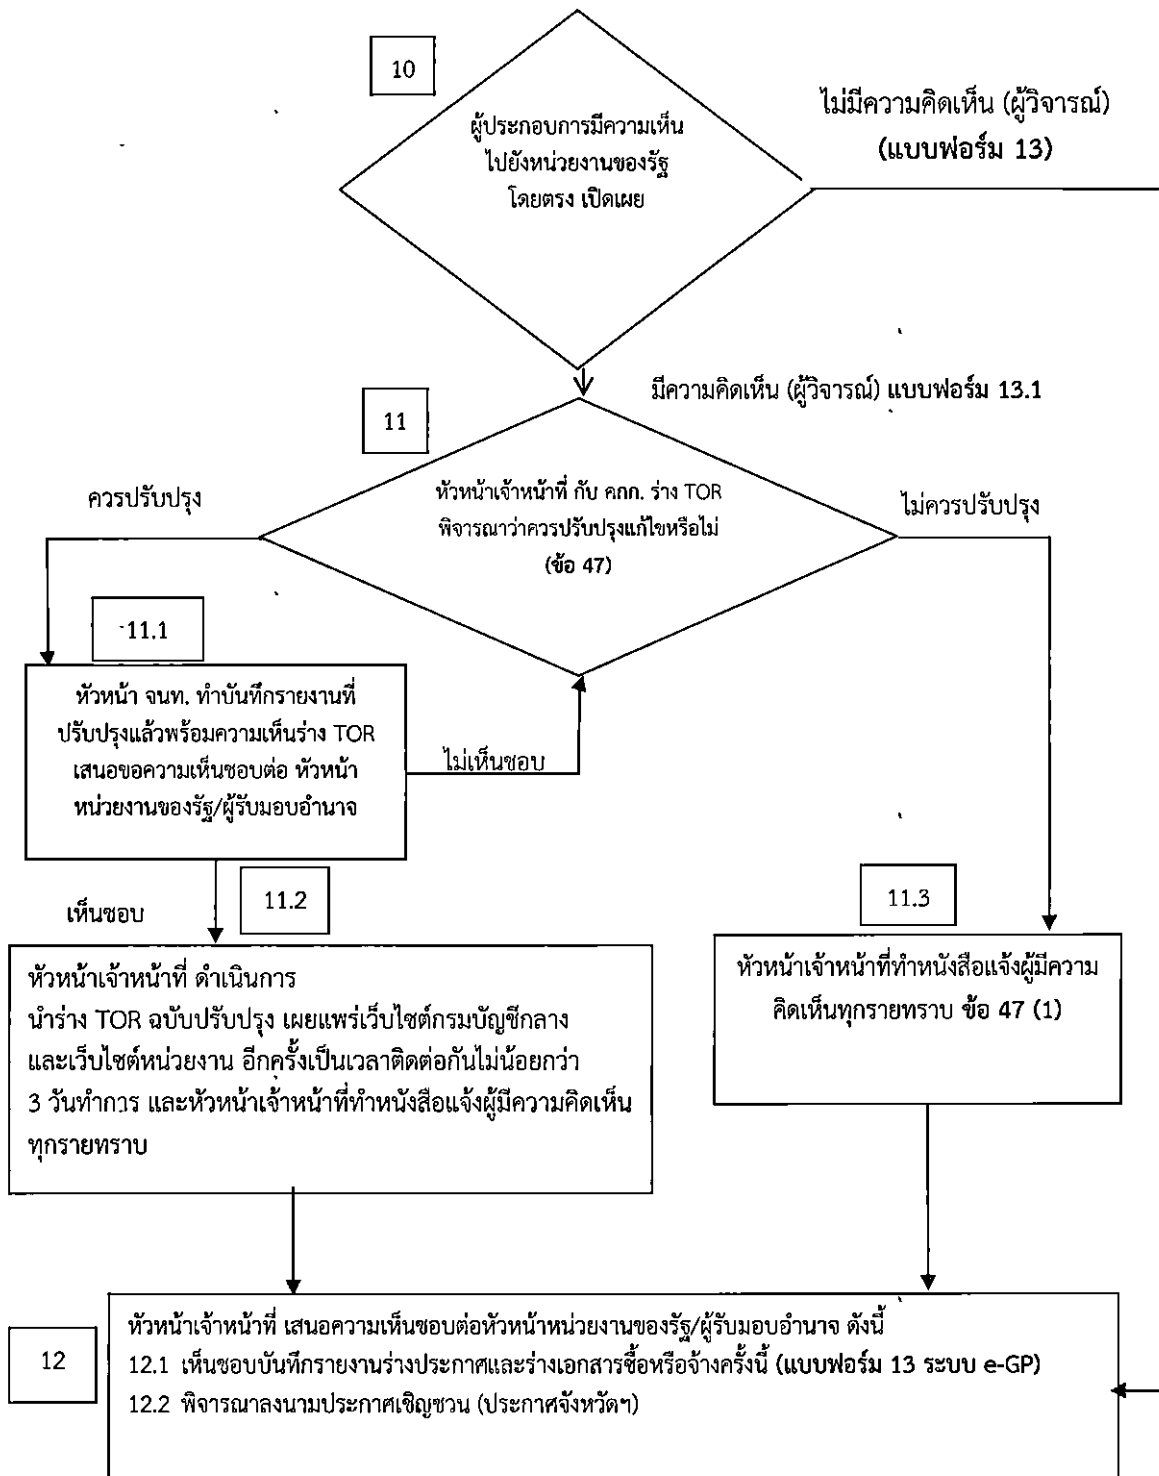 10
ผู้ประกอบการมีความเห็น
ไปยังหน่วยงานของรัฐ
โดยตรง เปิดเผย
ไม่มีความคิดเห็น (ผู้วิจารณ์)
(แบบฟอร์ม 13)
มีความคิดเห็น (ผู้วิจารณ์) แบบฟอร์ม 13.1
11
หัวหน้าเจ้าหน้าที่ กับ คกก. ร่าง TOR
พิจารณาว่าควรปรับปรุงแก้ไขหรือไม่
(ข้อ 47)
ควรปรับปรุง
ไม่ควรปรับปรุง
11.1
หัวหน้า จนท. ทำบันทึกรายงานที่
ปรับปรุงแล้วพร้อมความเห็นร่าง TOR
เสนอขอความเห็นชอบต่อ หัวหน้า
หน่วยงานของรัฐ/ผู้รับมอบอำนาจ
ไม่เห็นชอบ
เห็นชอบ
11.2
หัวหน้าเจ้าหน้าที่ ดำเนินการ
นำร่าง TOR ฉบับปรับปรุง เผยแพร่เว็บไซต์กรมบัญชีกลาง
และเว็บไซต์หน่วยงาน อีกครั้งเป็นเวลาติดต่อกันไม่น้อยกว่า
3 วันทำการ และหัวหน้าเจ้าหน้าที่ทำหนังสือแจ้งผู้มีความคิดเห็น
ทุกรายทราบ
11.3
หัวหน้าเจ้าหน้าที่ทำหนังสือแจ้งผู้มีความ
คิดเห็นทุกรายทราบ ข้อ 47 (1)
12
หัวหน้าเจ้าหน้าที่ เสนอความเห็นชอบต่อหัวหน้าหน่วยงานของรัฐ/ผู้รับมอบอำนาจ ดังนี้
12.1 เห็นชอบบันทึกรายงานร่างประกาศและร่างเอกสารซื้อหรือจ้างครั้งนี้ (แบบฟอร์ม 13 ระบบ e-GP)
12.2 พิจารณาลงนามประกาศเชิญชวน (ประกาศจังหวัดฯ)